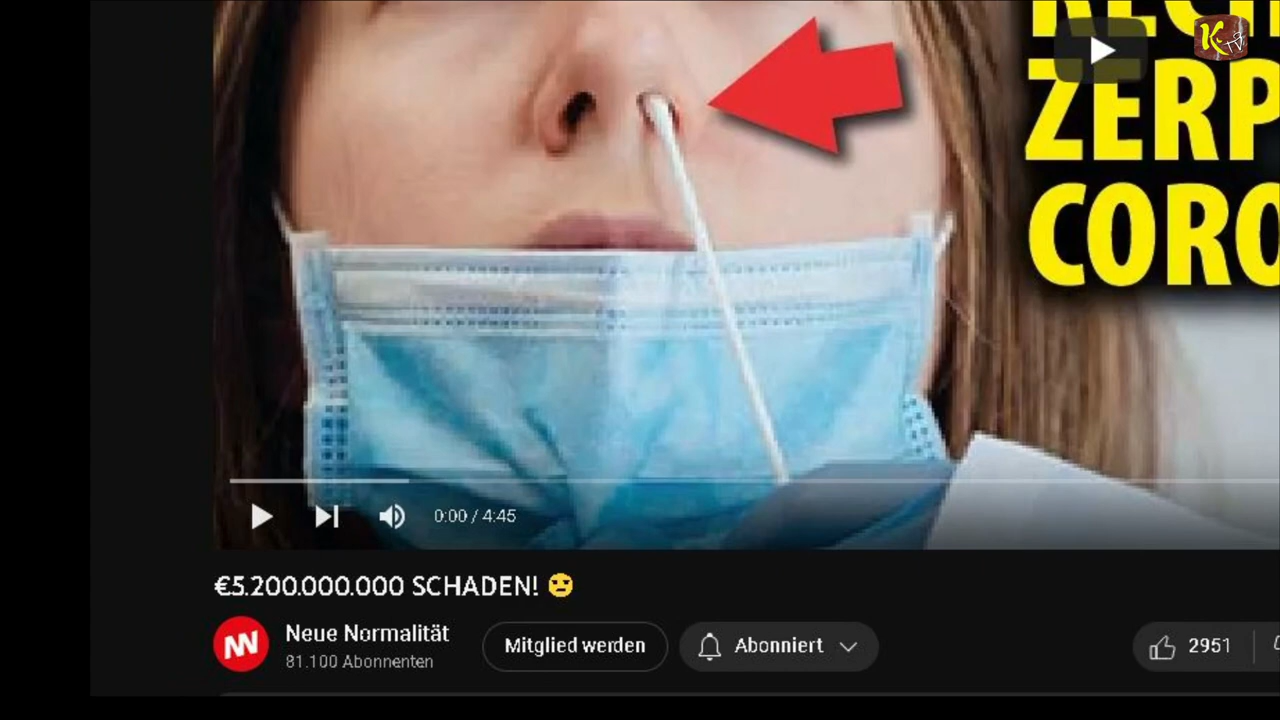 ZERP
CORO
0:00 / 4:45
€5.200.000.000 SCHADEN!
NN Neue Normalität
81.100 Abonnenten
Mitglied werden
Abonniert
2951